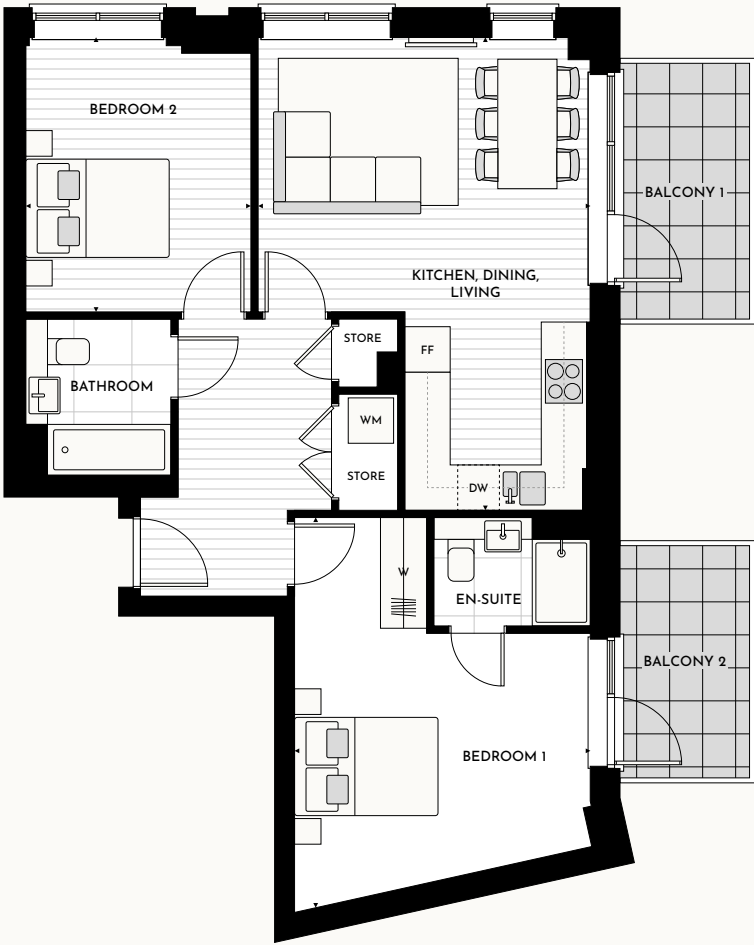 BEDROOM 2
BALCONY 1
KITCHEN, DINING,
LIVING
STORE
FF
BATHROOM
WM
STORE
DW
W
EN-SUITE
BALCONY 2
BEDROOM 1